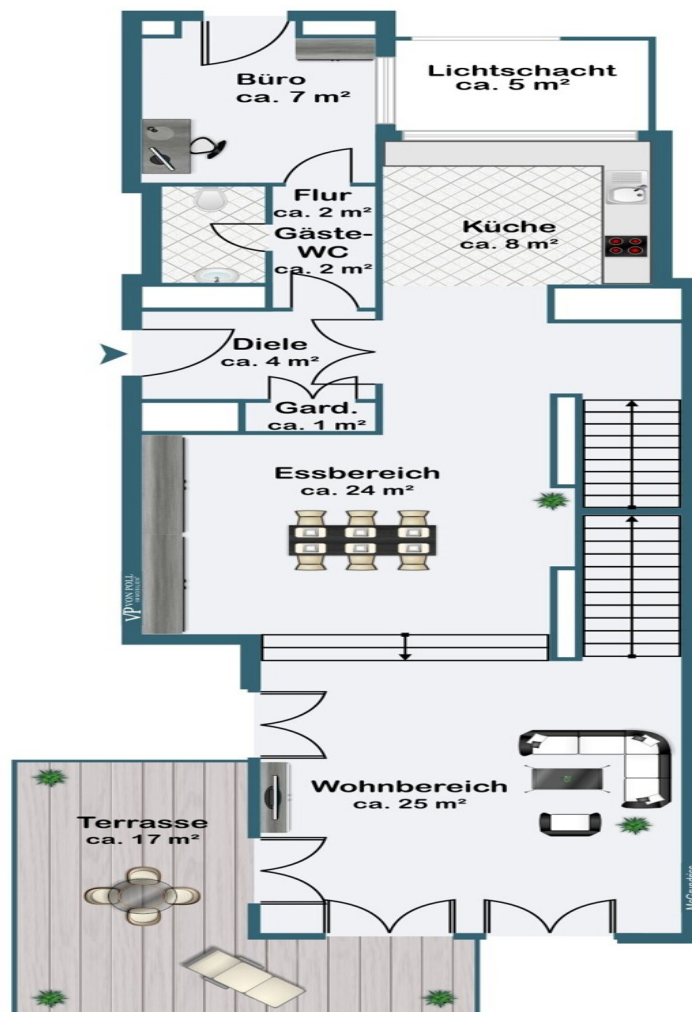 Büro
ca. 7 m²
Lichtschacht
ca. 5 m²
Flur
ca. 2 m²
Gäste-
WC
ca. 2 m²
Küche
ca. 8 m²
Diele
ca. 4 m²
Gard.
ca. 1 m²
Essbereich
ca. 24 m²
VP VON POLL
IMMOBILIEN
Wohnbereich
ca. 25 m²
Terrasse
ca. 17 m²